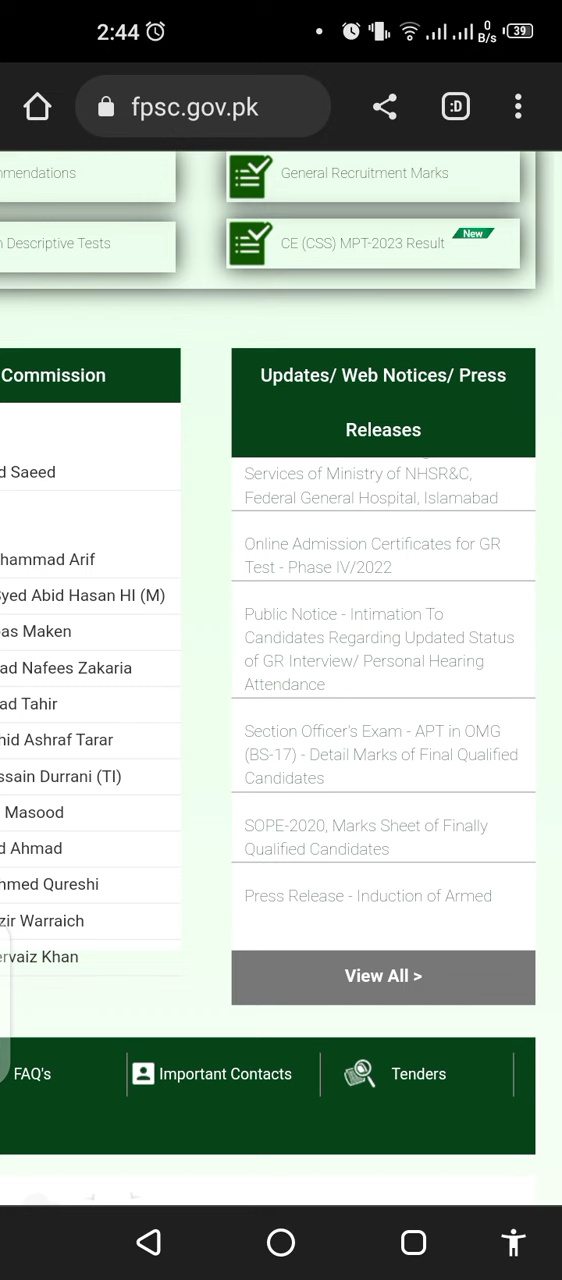 2:44
0
B/s
39
fpsc.gov.pk
:D
mmendations
General Recruitment Marks
n Descriptive Tests
CE (CSS) MPT-2023 Result
New
Commission
d Saeed
hammad Arif
Syed Abid Hasan HI (M)
as Maken
ad Nafees Zakaria
ad Tahir
hid Ashraf Tarar
ssain Durrani (TI)
Masood
d Ahmad
hmed Qureshi
zir Warraich
ervaiz Khan
Updates/ Web Notices/ Press
Releases
Services of Ministry of NHSR&C,
Federal General Hospital, Islamabad
Online Admission Certificates for GR
Test - Phase IV/2022
Public Notice - Intimation To
Candidates Regarding Updated Status
of GR Interview/ Personal Hearing
Attendance
Section Officer's Exam - APT in OMG
(BS-17) - Detail Marks of Final Qualified
Candidates
SOPE-2020, Marks Sheet of Finally
Qualified Candidates
Press Release - Induction of Armed
View All >
FAQ's
Important Contacts
Tenders